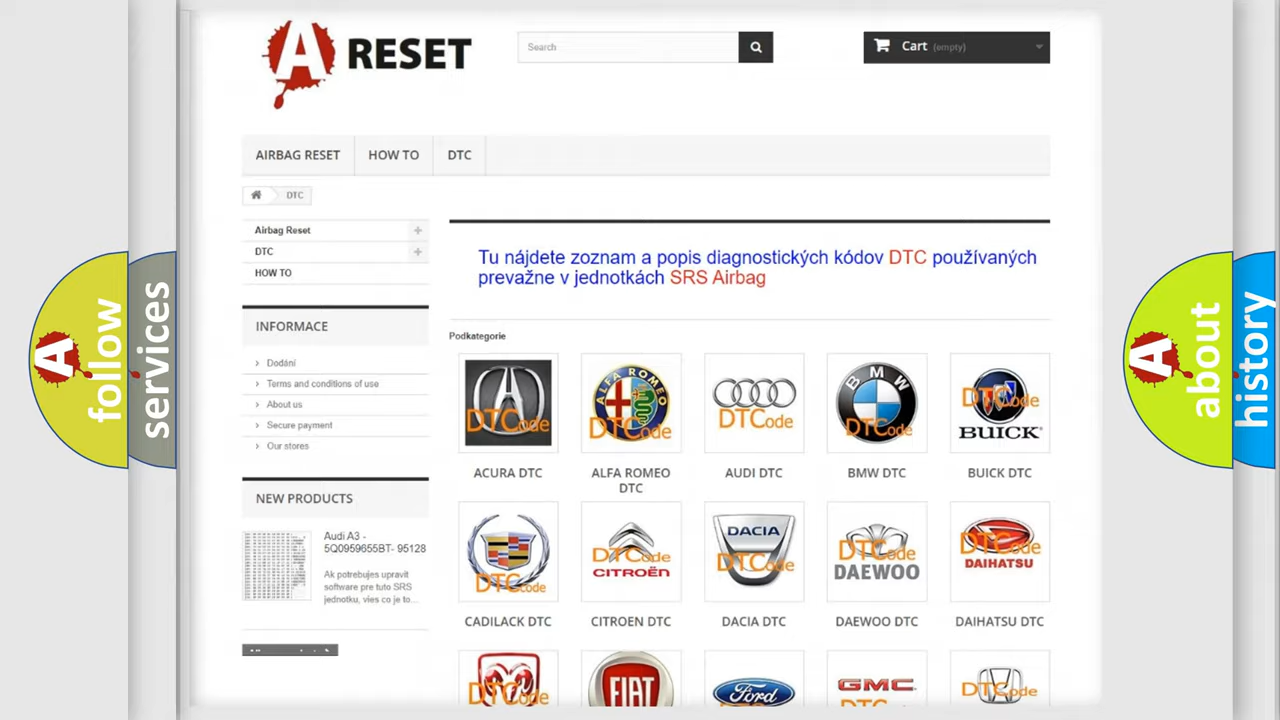 A RESET
Search
Cart (empty)
AIRBAG RESET
HOW TO
DTC
DTC
Airbag Reset
DTC
HOW TO
INFORMACE
Dodání
Terms and conditions of use
About us
Secure payment
Our stores
NEW PRODUCTS
Audi A3 -
5Q0959655BT- 95128
Ak potrebujes upravit
software pre tuto SRS
jednotku, vies co je to...
Tu nájdete zoznam a popis diagnostických kódov DTC používaných
prevažne v jednotkách SRS Airbag
Podkategorie
DTCode
ALFA ROMEO
DTCode
DTCode
BMW
DTCode
DTCode
BUICK
ACURA DTC
ALFA ROMEO
DTC
AUDI DTC
BMW DTC
BUICK DTC
DTCode
DTCode
CITROËN
DACIA
DTCode
DTCode
DAEWOO
DTCode
DAIHATSU
CADILACK DTC
CITROEN DTC
DACIA DTC
DAEWOO DTC
DAIHATSU DTC
DTCode
FIAT
Ford
GMC
DTCode
A follow
services
A about
history